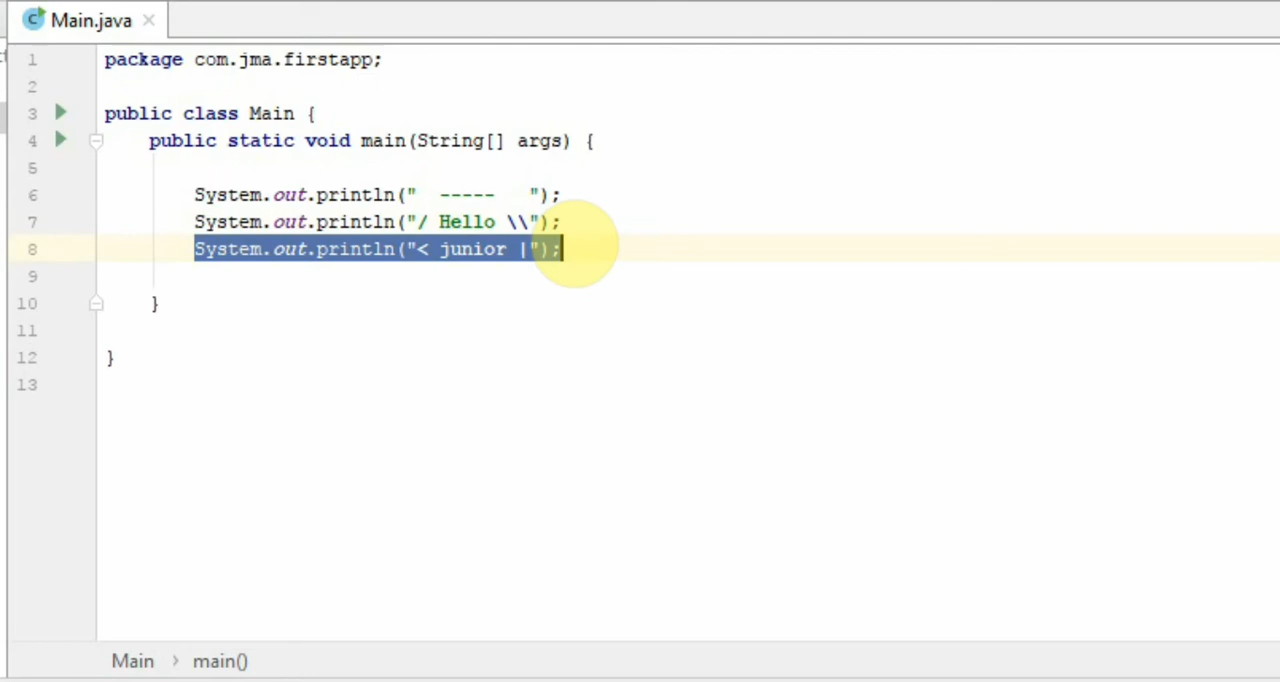 Main.java
1 package com.jma.firstapp;
2
3 public class Main {
4 public static void main(String[] args) {
5
6 System.out.println("  -----   ");
7 System.out.println("/ Hello \\");
8 System.out.println("< junior |");
9
10 }
11
12 }
13
Main › main()